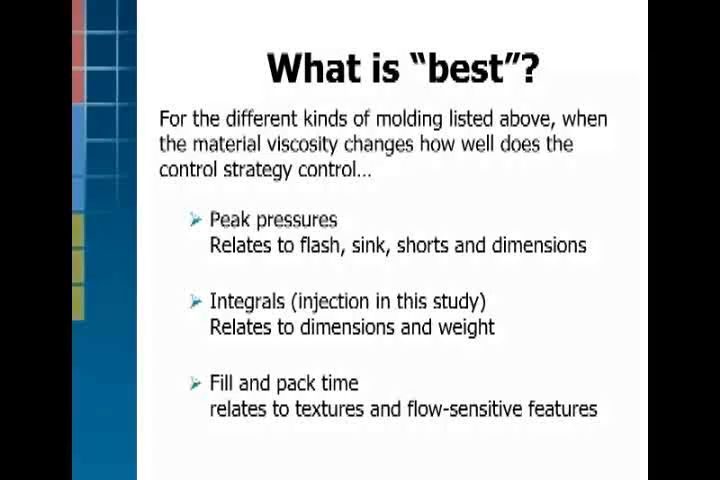 What is “best”?
For the different kinds of molding listed above, when
the material viscosity changes how well does the
control strategy control…
Peak pressures
Relates to flash, sink, shorts and dimensions
Integrals (injection in this study)
Relates to dimensions and weight
Fill and pack time
relates to textures and flow-sensitive features